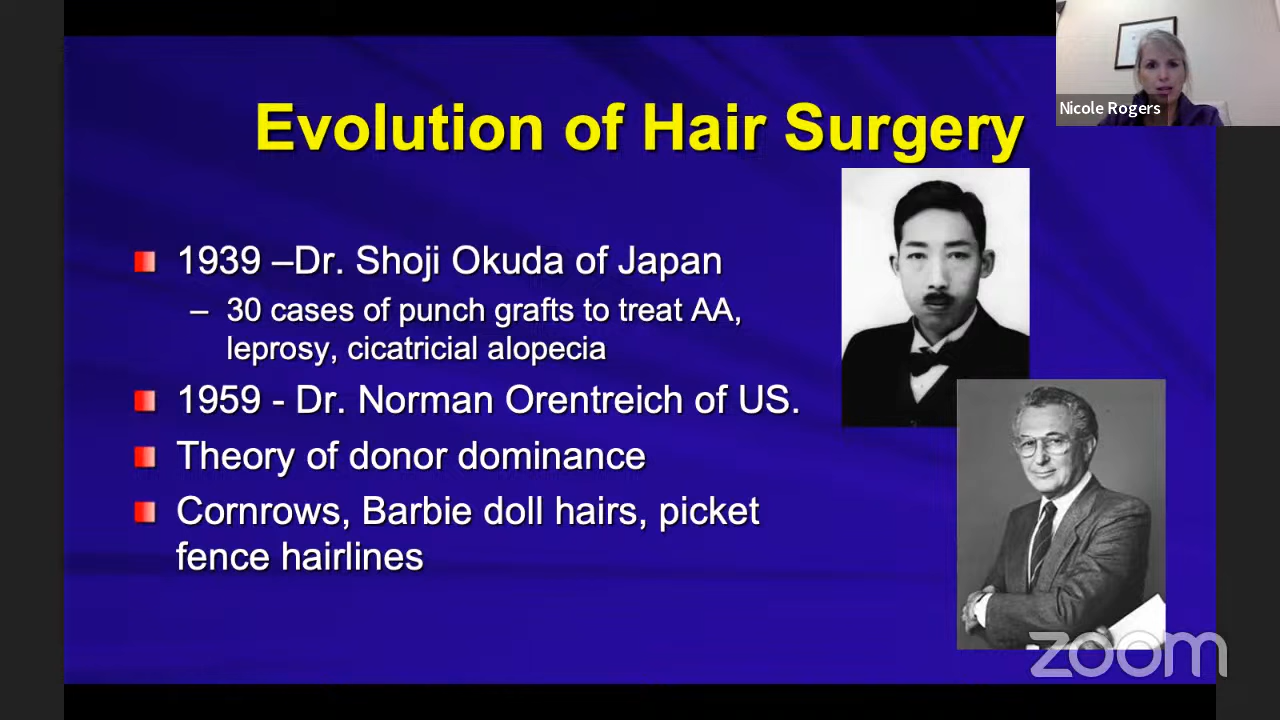 Nicole Rogers
Evolution of Hair Surgery
1939 –Dr. Shoji Okuda of Japan
– 30 cases of punch grafts to treat AA,
leprosy, cicatricial alopecia
1959 - Dr. Norman Orentreich of US.
Theory of donor dominance
Cornrows, Barbie doll hairs, picket
fence hairlines
zoom